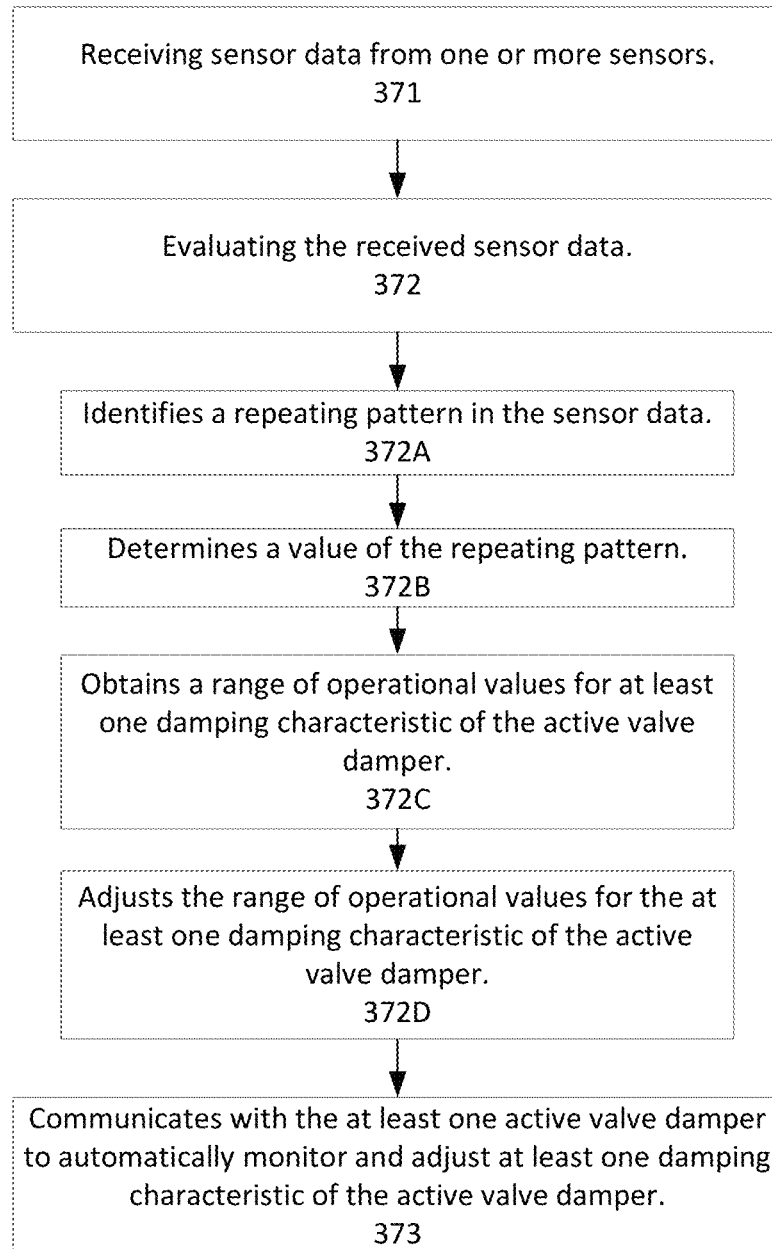 Receiving sensor data from one or more sensors.
371
Evaluating the received sensor data.
372
Identifies a repeating pattern in the sensor data.
372A
Determines a value of the repeating pattern.
372B
Obtains a range of operational values for at least
one damping characteristic of the active valve
damper.
372C
Adjusts the range of operational values for the at
least one damping characteristic of the active
valve damper.
372D
Communicates with the at least one active valve damper
to automatically monitor and adjust at least one damping
characteristic of the active valve damper.
373